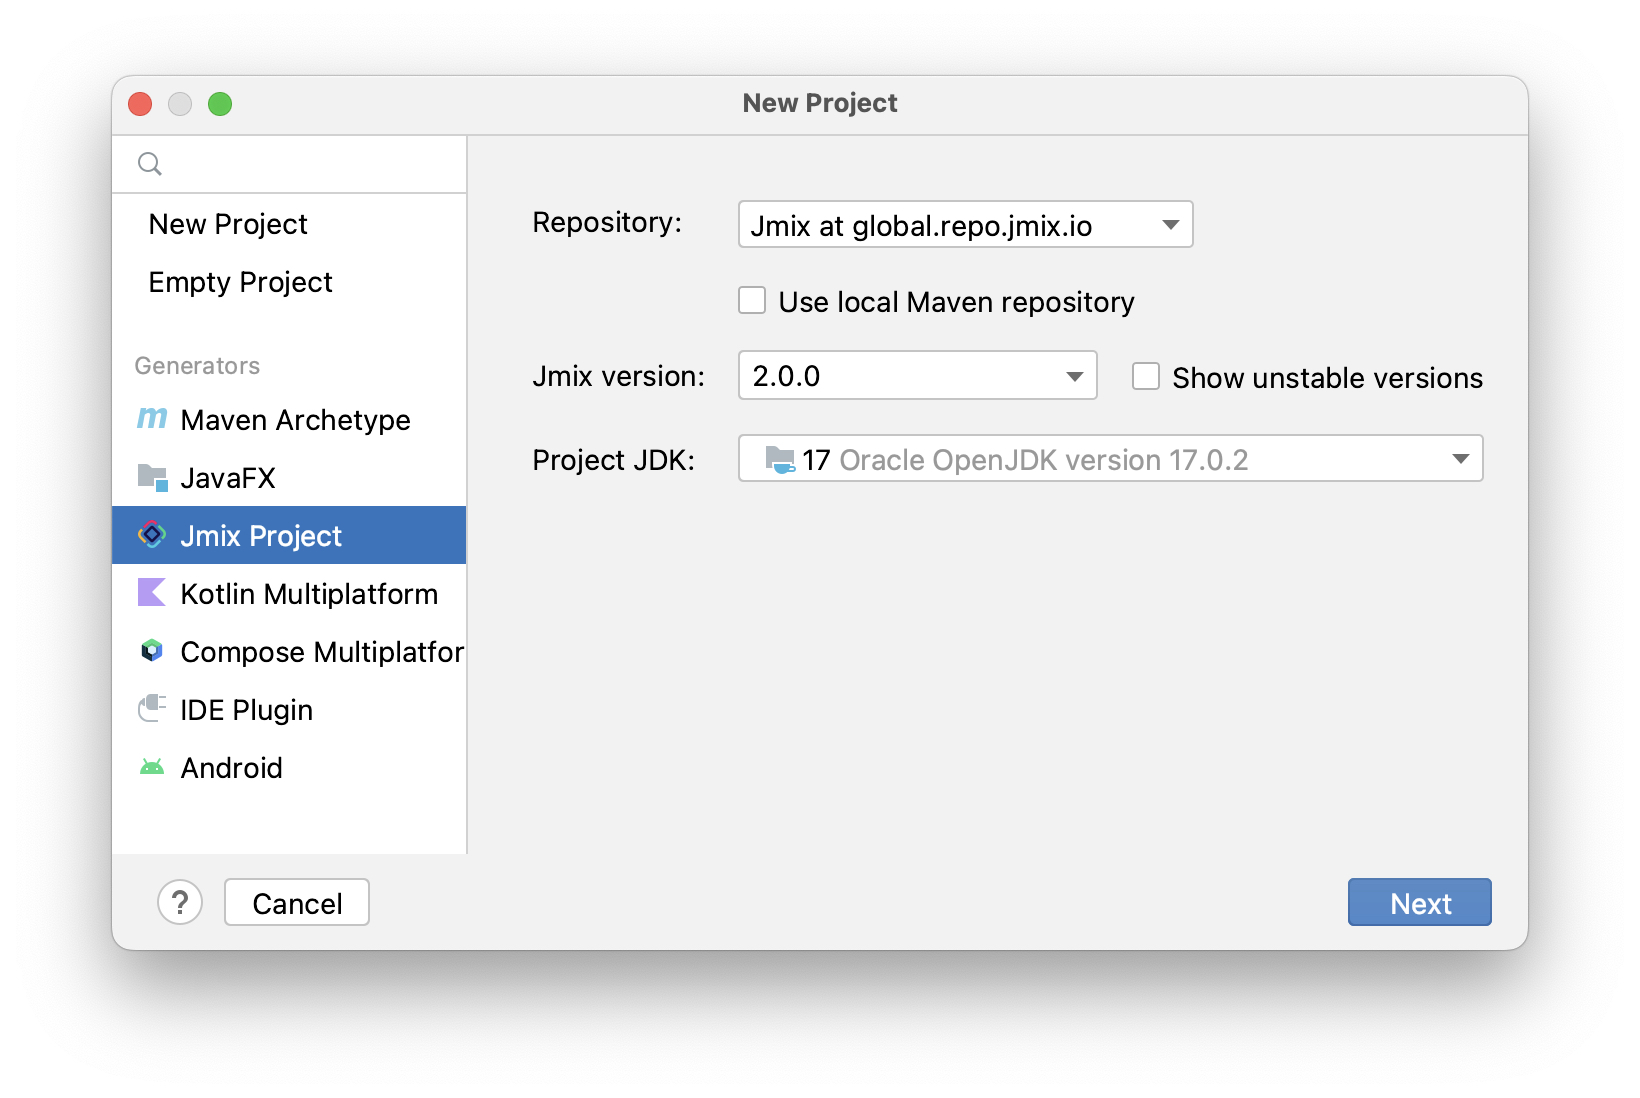 New Project
New Project
Empty Project
Generators
Maven Archetype
JavaFX
Jmix Project
Kotlin Multiplatform
Compose Multiplatfor
IDE Plugin
Android
Repository: Jmix at global.repo.jmix.io
Use local Maven repository
Jmix version: 2.0.0 Show unstable versions
Project JDK: 17 Oracle OpenJDK version 17.0.2
? Cancel Next